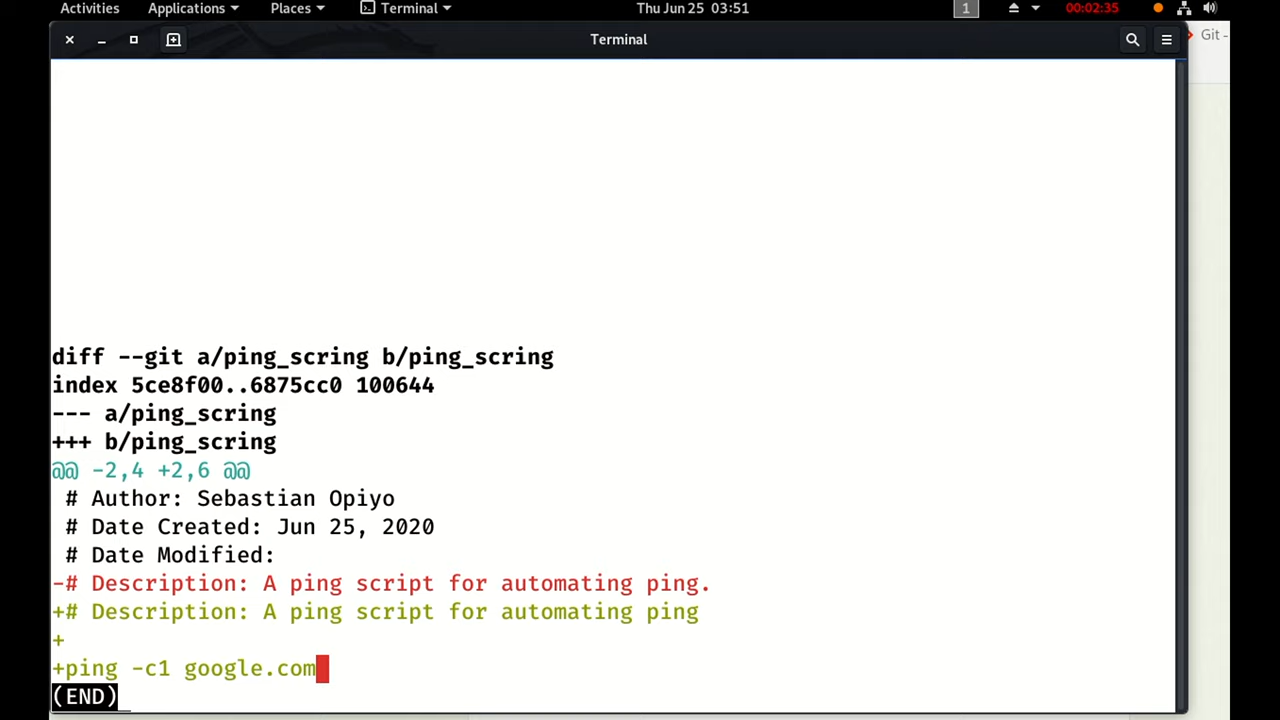 Activities Applications Places Terminal Thu Jun 25 03:51 1 00:02:35
Terminal
Git -
diff --git a/ping_scring b/ping_scring
index 5ce8f00..6875cc0 100644
--- a/ping_scring
+++ b/ping_scring
@@ -2,4 +2,6 @@
# Author: Sebastian Opiyo
# Date Created: Jun 25, 2020
# Date Modified:
-# Description: A ping script for automating ping.
+# Description: A ping script for automating ping
+
+ping -c1 google.com
(END)